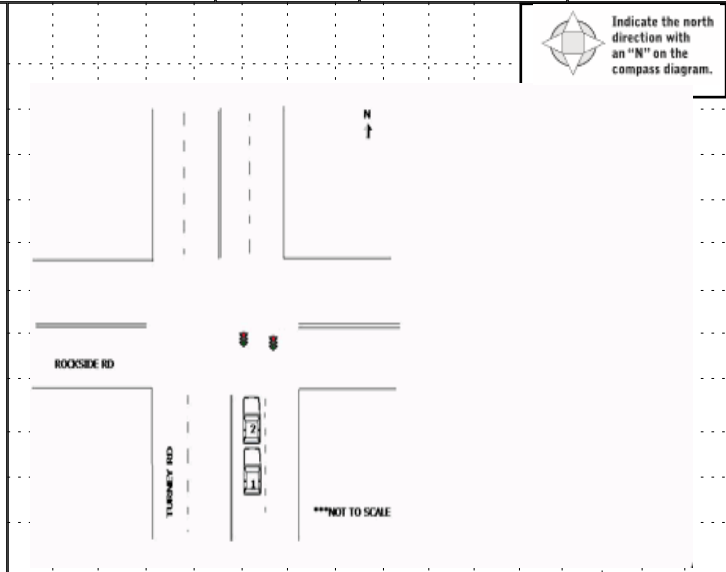 Indicate the north
direction with
an “N” on the
compass diagram.
N
ROCKSIDE RD
2
1
TURNEY RD
***NOT TO SCALE